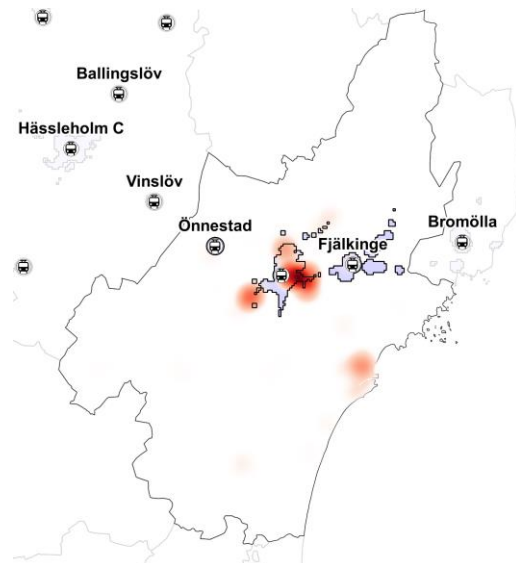 Ballingslöv
Hässleholm C
Vinslöv
Önnestad
Fjälkinge
Bromölla